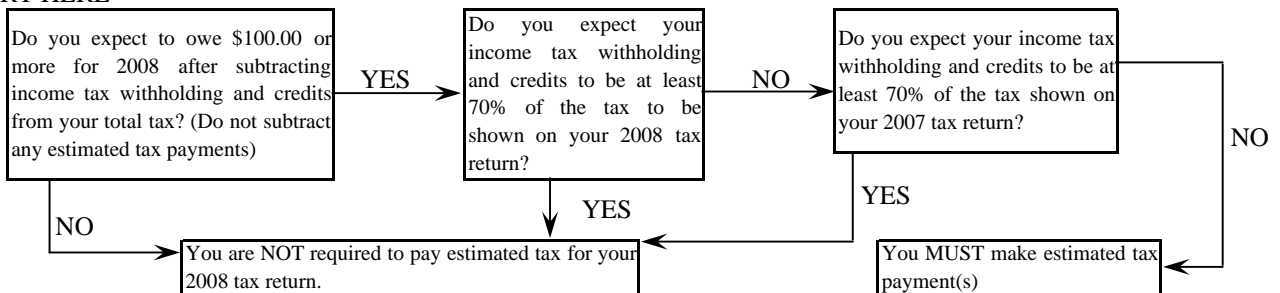 Do you expect to owe $100.00 or
more for 2008 after subtracting
income tax withholding and credits
from your total tax? (Do not subtract
any estimated tax payments)
YES
Do you expect your
income tax withholding
and credits to be at least
70% of the tax to be
shown on your 2008 tax
return?
NO
Do you expect your income tax
withholding and credits to be at
least 70% of the tax shown on
your 2007 tax return?
NO
YES
YES
NO
You are NOT required to pay estimated tax for your
2008 tax return.
You MUST make estimated tax
payment(s)